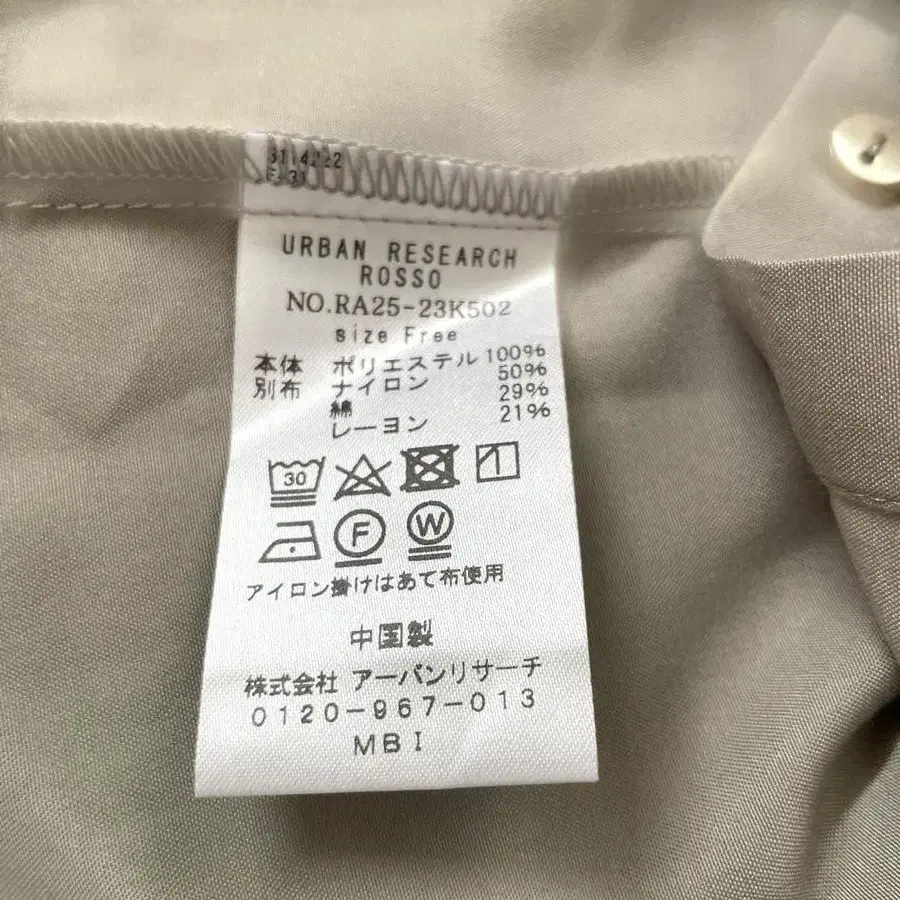 URBAN RESEARCH
ROSSO
NO.RA25-23K502
size Free
本体 ポリエステル 100%
別布 ナイロン 50%
綿 29%
レーヨン 21%
30
F W
アイロン掛けはあて布使用
中国製
株式会社 アーバンリサーチ
0120-967-013
MBI